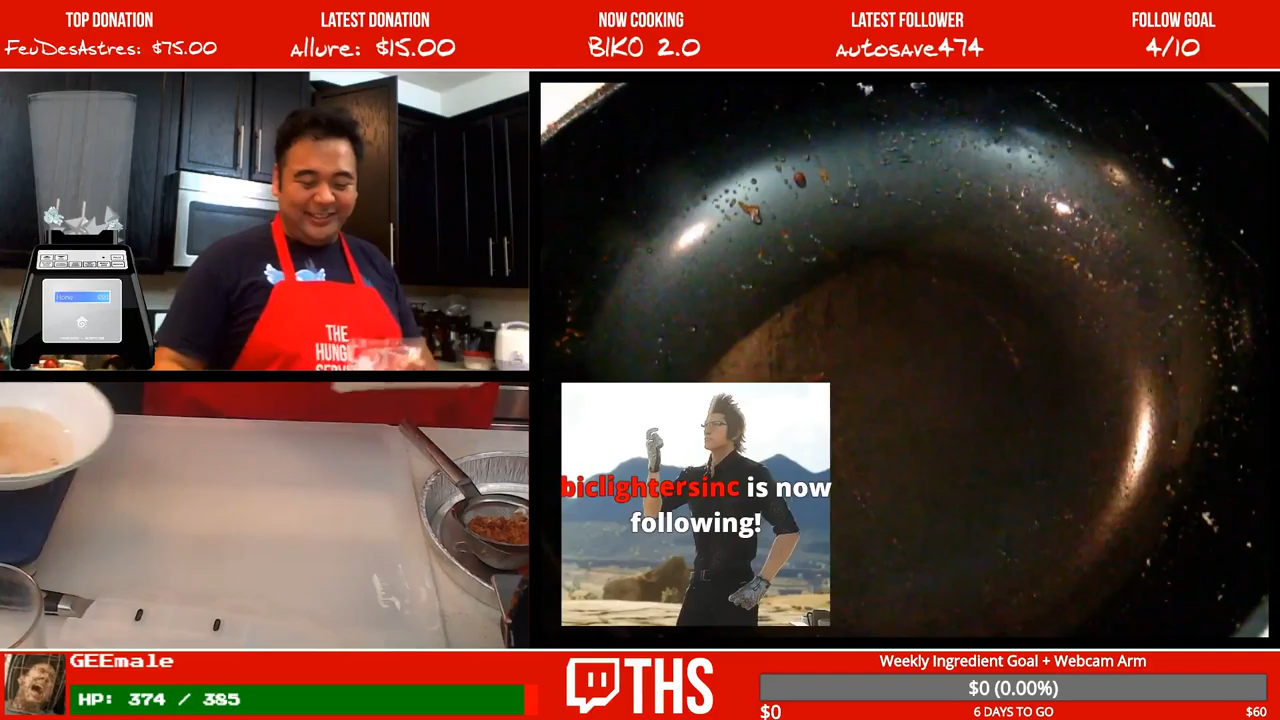 TOP DONATION
FeuDesAstres: $75.00
LATEST DONATION
allure: $15.00
NOW COOKING
BIKO 2.0
LATEST FOLLOWER
autosave474
FOLLOW GOAL
4/10
THE
biclightersinc is now
following!
GEEmale
HP: 374 / 385
THS
Weekly Ingredient Goal + Webcam Arm
$0 (0.00%)
$0
6 DAYS TO GO
$60